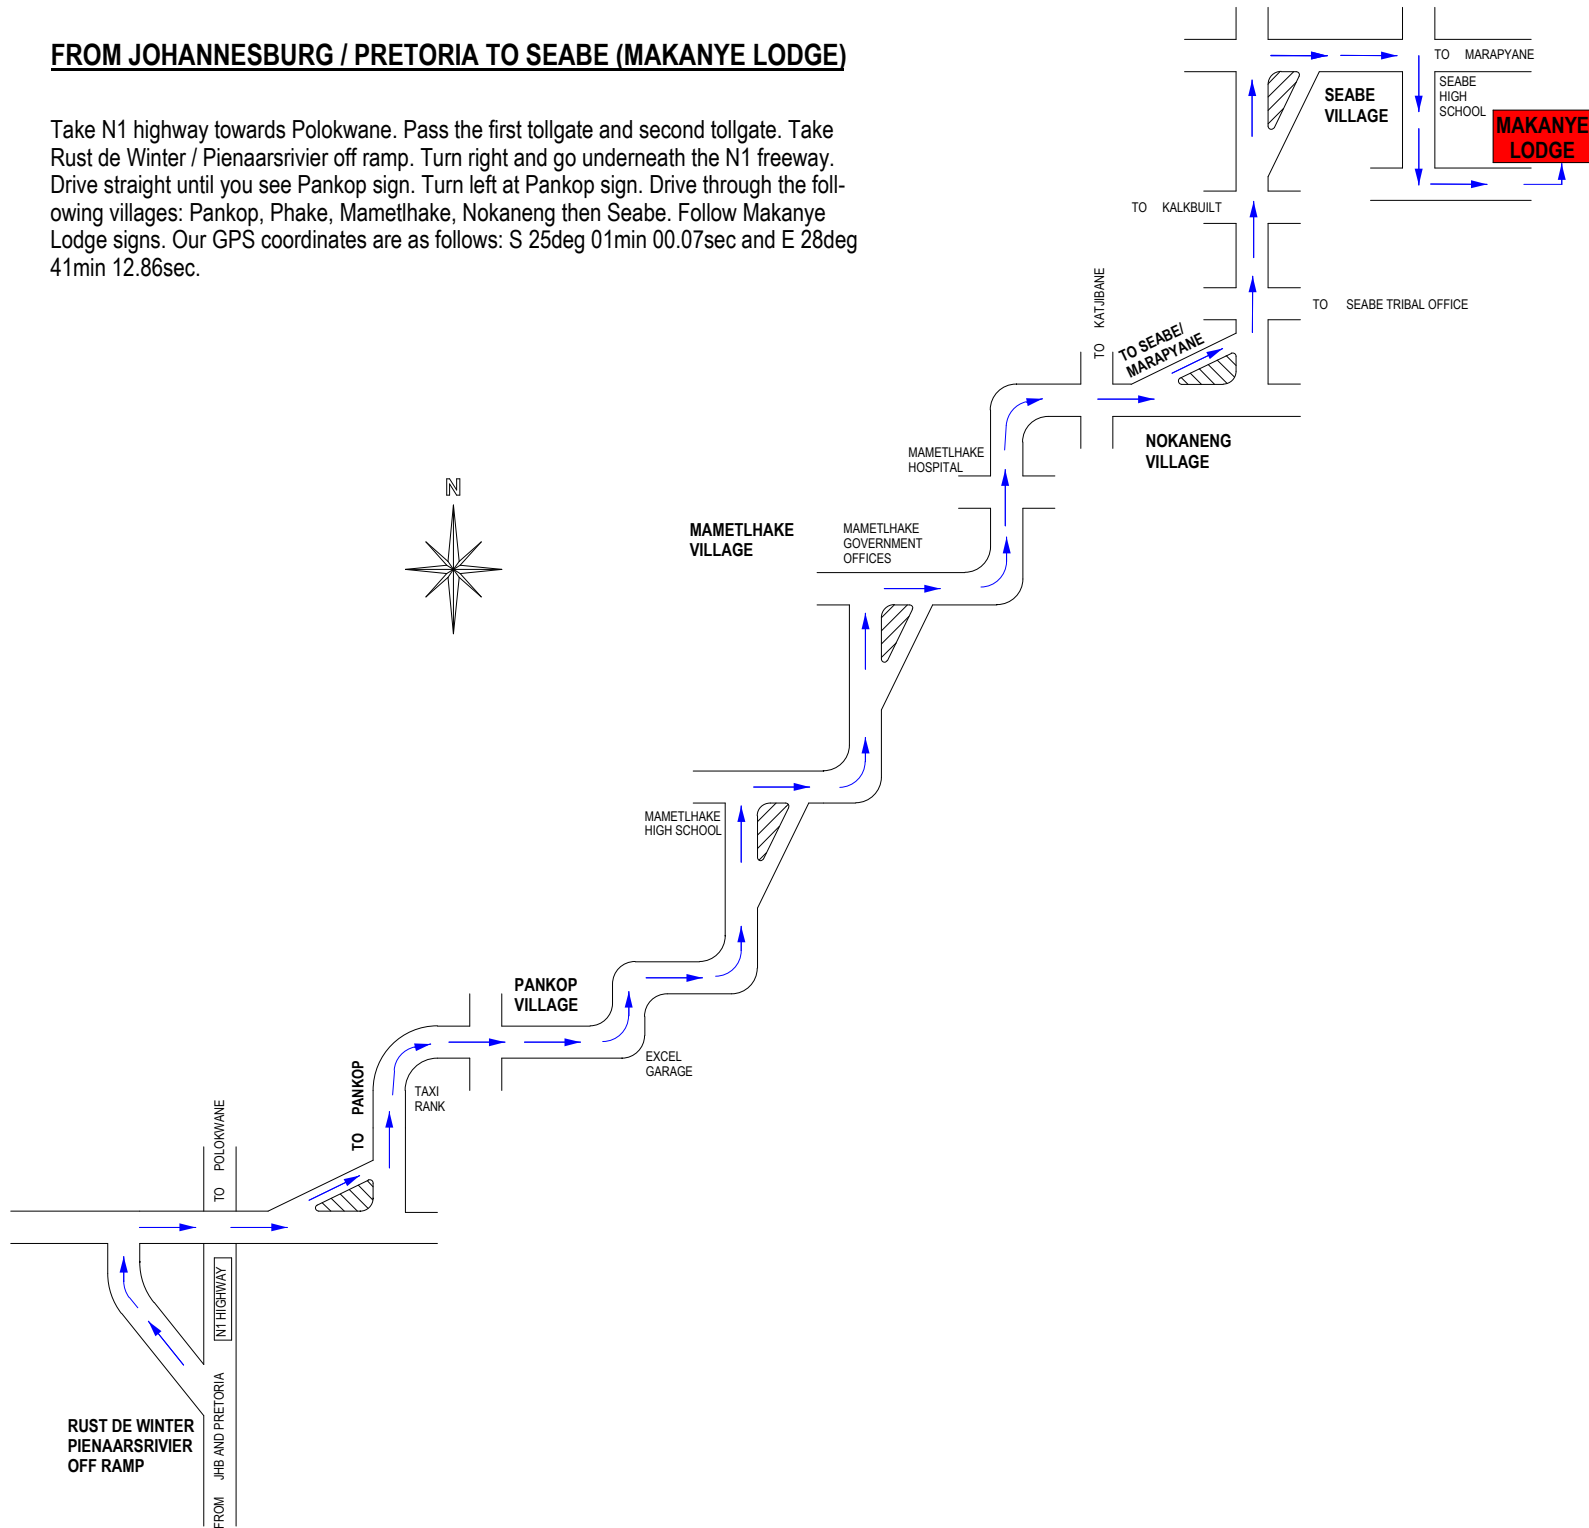 FROM JOHANNESBURG / PRETORIA TO SEABE (MAKANYE LODGE)
Take N1 highway towards Polokwane. Pass the first tollgate and second tollgate. Take
Rust de Winter / Pienaarsrivier off ramp. Turn right and go underneath the N1 freeway.
Drive straight until you see Pankop sign. Turn left at Pankop sign. Drive through the foll-
owing villages: Pankop, Phake, Mametlhake, Nokaneng then Seabe. Follow Makanye
Lodge signs. Our GPS coordinates are as follows: S 25deg 01min 00.07sec and E 28deg
41min 12.86sec.
TO MARAPYANE
SEABE
HIGH
SCHOOL
SEABE
VILLAGE
MAKANYE
LODGE
TO KALKBUILT
TO SEABE TRIBAL OFFICE
TO KATJIBANE
TO SEABE/
MARAPYANE
NOKANENG
VILLAGE
MAMETLHAKE
HOSPITAL
N
MAMETLHAKE
VILLAGE
MAMETLHAKE
GOVERNMENT
OFFICES
MAMETLHAKE
HIGH SCHOOL
PANKOP
VILLAGE
EXCEL
GARAGE
TO PANKOP
TAXI
RANK
TO POLOKWANE
N1 HIGHWAY
FROM JHB AND PRETORIA
RUST DE WINTER
PIENAARSRIVIER
OFF RAMP